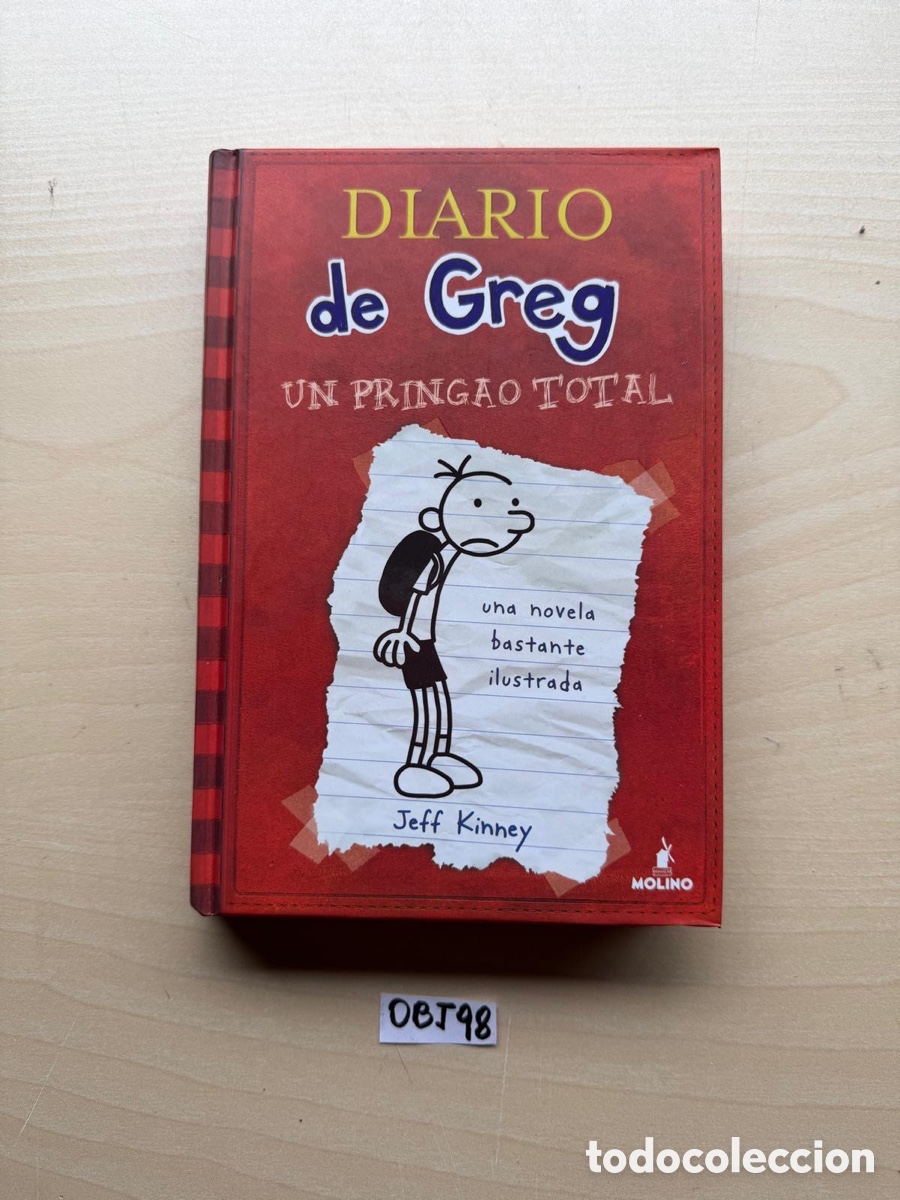 DIARIO
de Greg
UN PRINGAO TOTAL
una novela
bastante
ilustrada
Jeff Kinney
MOLINO
OBJ98
todocoleccion